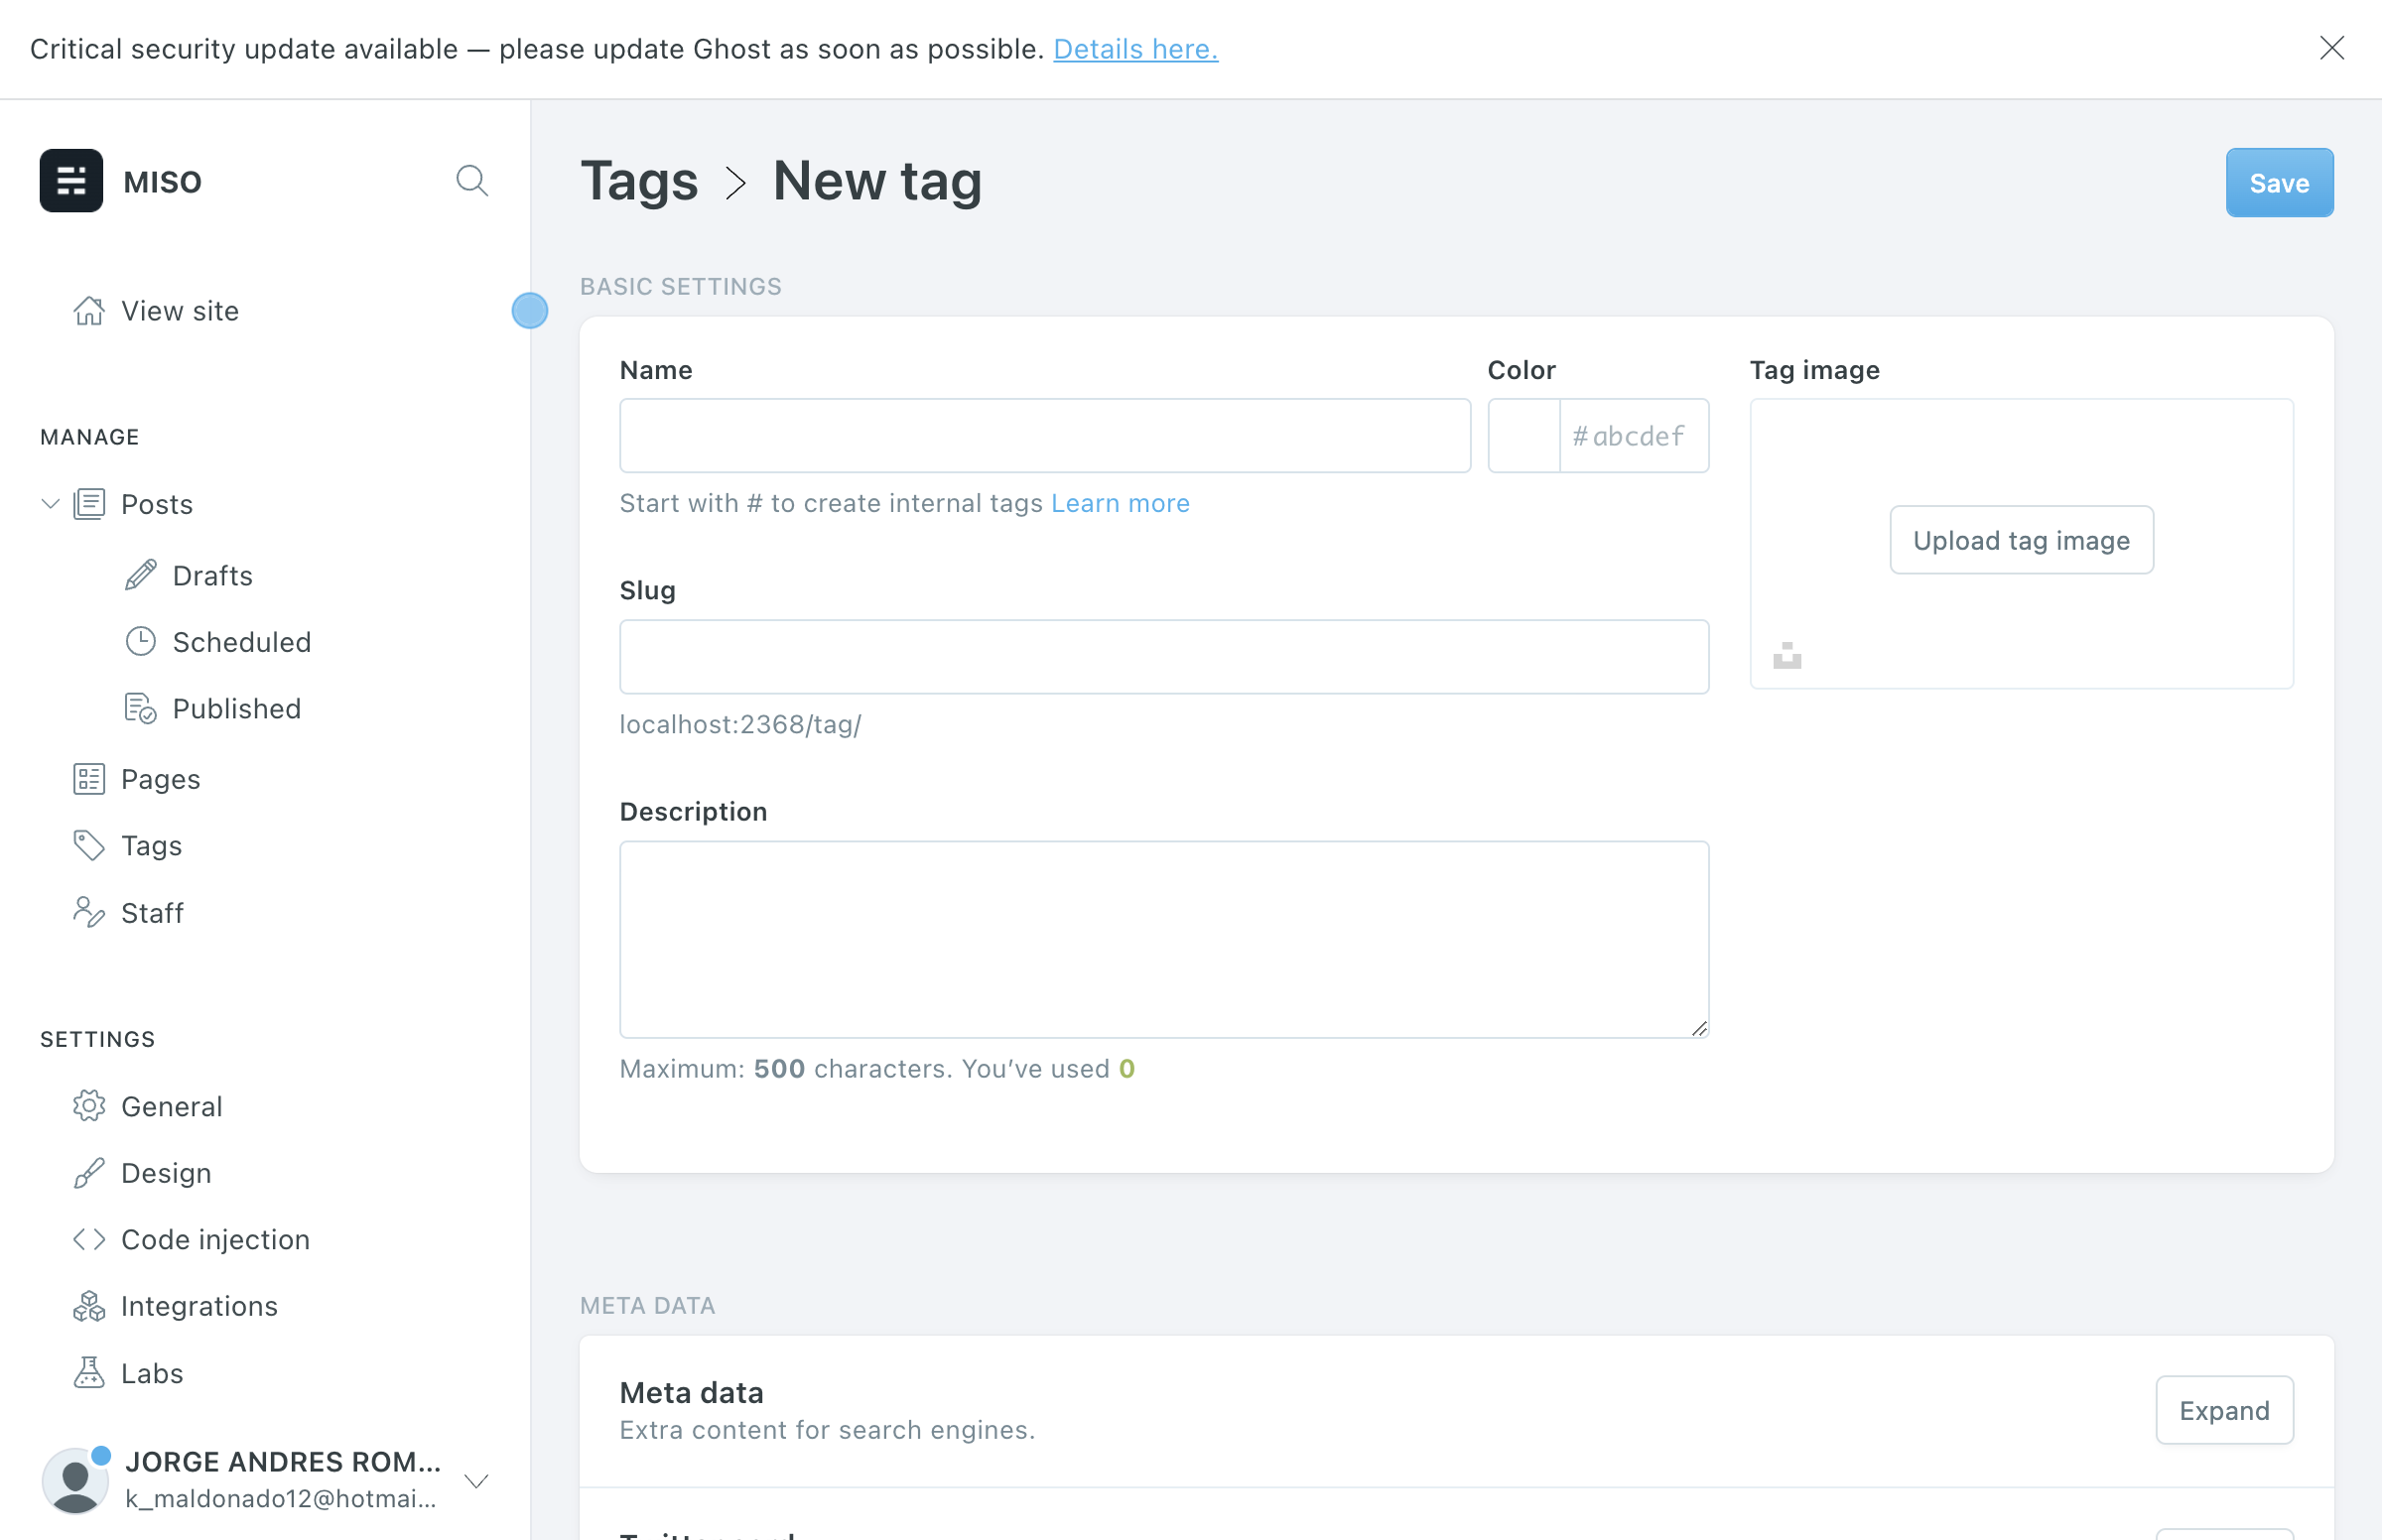 Critical security update available — please update Ghost as soon as possible. Details here.
MISO
View site
MANAGE
Posts
Drafts
Scheduled
Published
Pages
Tags
Staff
SETTINGS
General
Design
Code injection
Integrations
Labs
JORGE ANDRES ROM...
k_maldonado12@hotmai...
Tags > New tag
Save
BASIC SETTINGS
Name
Color
#abcdef
Start with # to create internal tags Learn more
Slug
localhost:2368/tag/
Description
Maximum: 500 characters. You’ve used 0
Tag image
Upload tag image
META DATA
Meta data
Extra content for search engines.
Expand